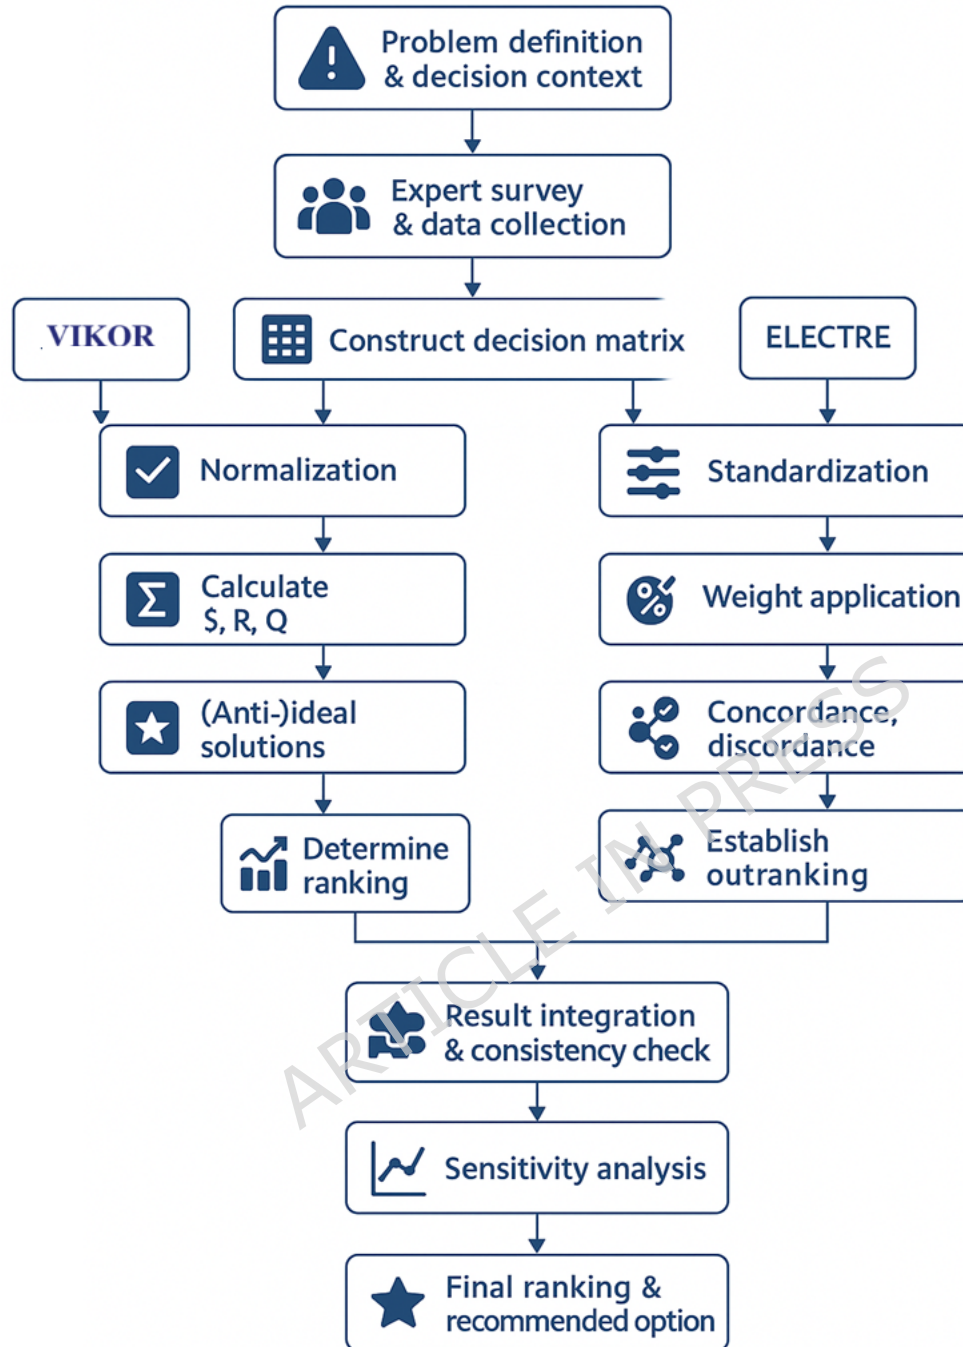 Problem definition
& decision context
Expert survey
& data collection
VIKOR
Construct decision matrix
ELECTRE
Normalization
Standardization
Calculate
$, R, Q
Weight application
(Anti-)ideal
solutions
Concordance,
discordance
Determine
ranking
Establish
outranking
Result integration
& consistency check
Sensitivity analysis
Final ranking &
recommended option
ARTICLE IN PRESS